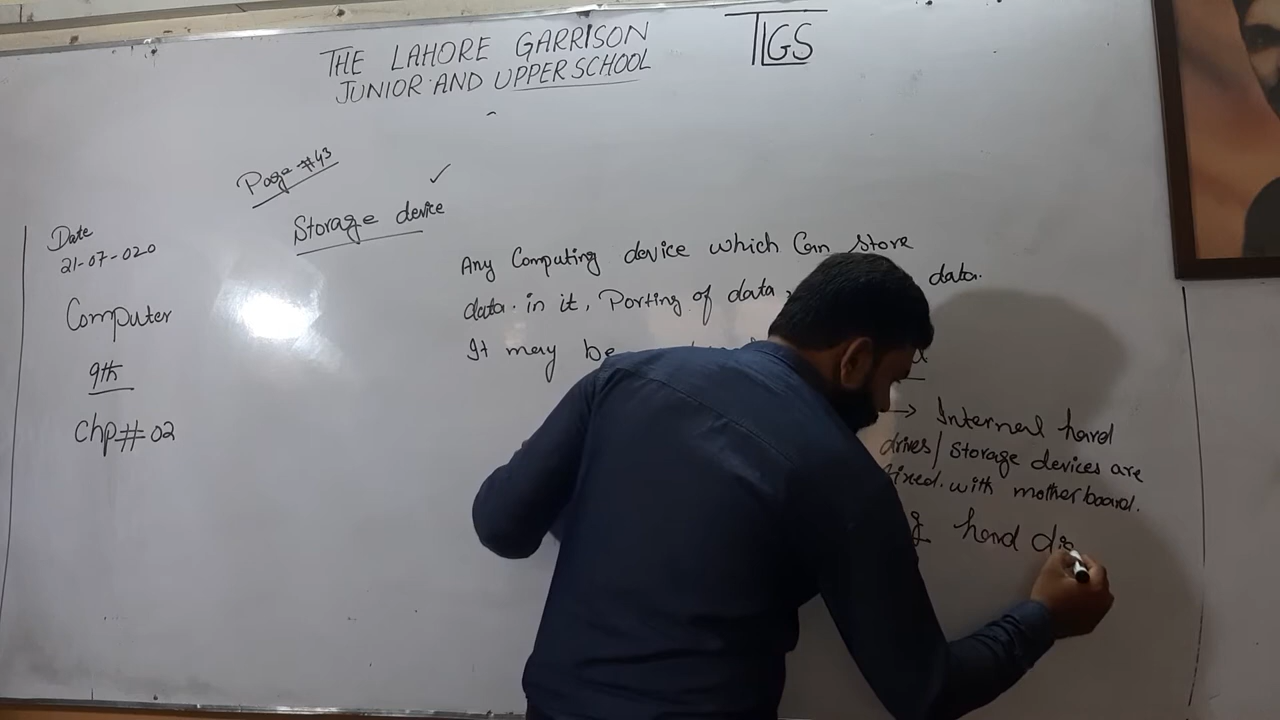 THE LAHORE GARRISON
JUNIOR AND UPPER SCHOOL
TLGS
Page #43
Storage device
Date
21-07-020
Computer
9th
Chp# 02
Any Computing device which Can store
data. in it, Porting of data, data.
It may be
→ Internal hard
drives/storage devices are
fixed. with motherboard.
hard dis